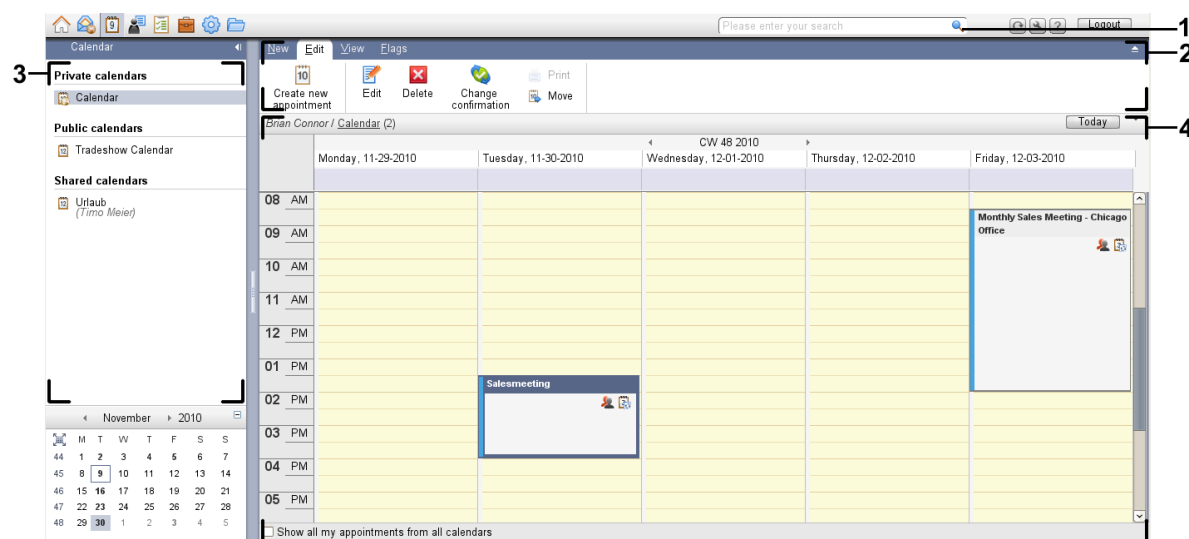 9
Please enter your search
?
Logout
1
Calendar
New Edit View Flags
2
3
Private calendars
Calendar
Public calendars
12 Tradeshow Calendar
Shared calendars
12 Urlaub
(Timo Meier)
10
Create new
appointment
Edit
Delete
Change
confirmation
Print
Move
Brian Connor / Calendar (2)
Today
4
CW 48 2010
Monday, 11-29-2010
Tuesday, 11-30-2010
Wednesday, 12-01-2010
Thursday, 12-02-2010
Friday, 12-03-2010
08 AM
09 AM
10 AM
11 AM
12 PM
01 PM
02 PM
03 PM
04 PM
05 PM
Monthly Sales Meeting - Chicago
Office
Salesmeeting
November 2010
M T W T F S S
44 1 2 3 4 5 6 7
45 8 9 10 11 12 13 14
46 15 16 17 18 19 20 21
47 22 23 24 25 26 27 28
48 29 30 1 2 3 4 5
Show all my appointments from all calendars